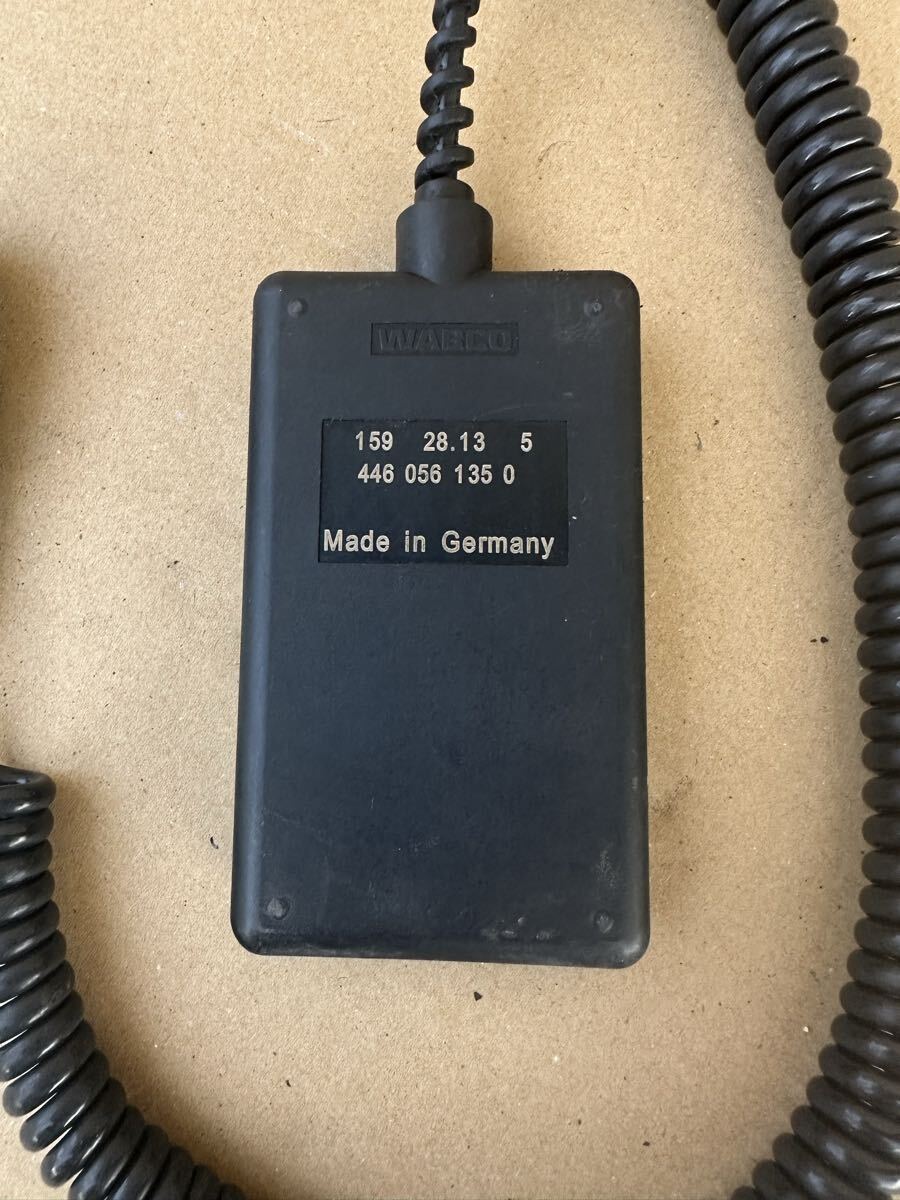 WABCO
159 28.13 5
446 056 135 0
Made in Germany